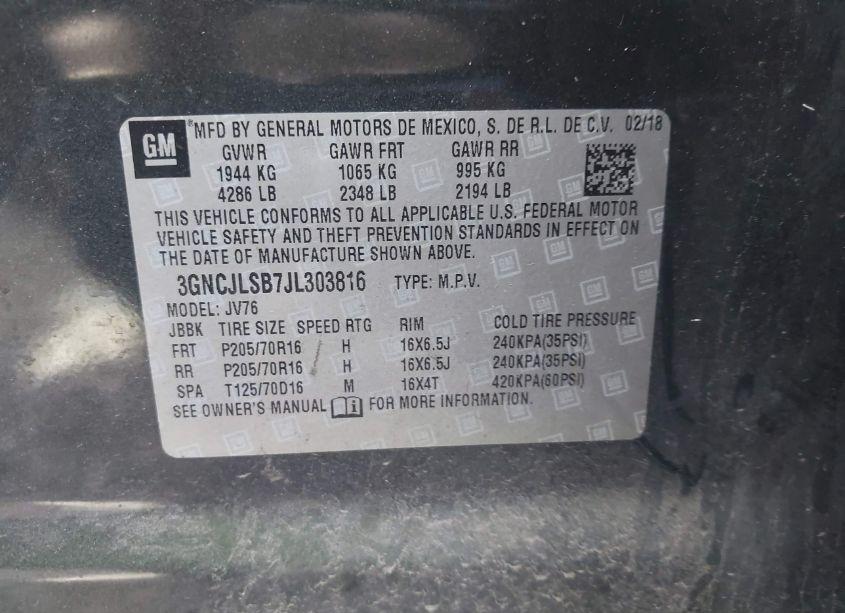 GM ®MFD BY GENERAL MOTORS DE MEXICO, S. DE R.L. DE C.V. 02/18
GVWR GAWR FRT GAWR RR
1944 KG 1065 KG 995 KG
4286 LB 2348 LB 2194 LB
THIS VEHICLE CONFORMS TO ALL APPLICABLE U.S. FEDERAL MOTOR
VEHICLE SAFETY AND THEFT PREVENTION STANDARDS IN EFFECT ON
THE DATE OF MANUFACTURE SHOWN ABOVE.
3GNCJLSB7JL303816 TYPE: M.P.V.
MODEL: JV76
JBBK TIRE SIZE SPEED RTG RIM COLD TIRE PRESSURE
FRT P205/70R16 H 16X6.5J 240KPA(35PSI)
RR P205/70R16 H 16X6.5J 240KPA(35PSI)
SPA T125/70D16 M 16X4T 420KPA(60PSI)
SEE OWNER'S MANUAL FOR MORE INFORMATION.